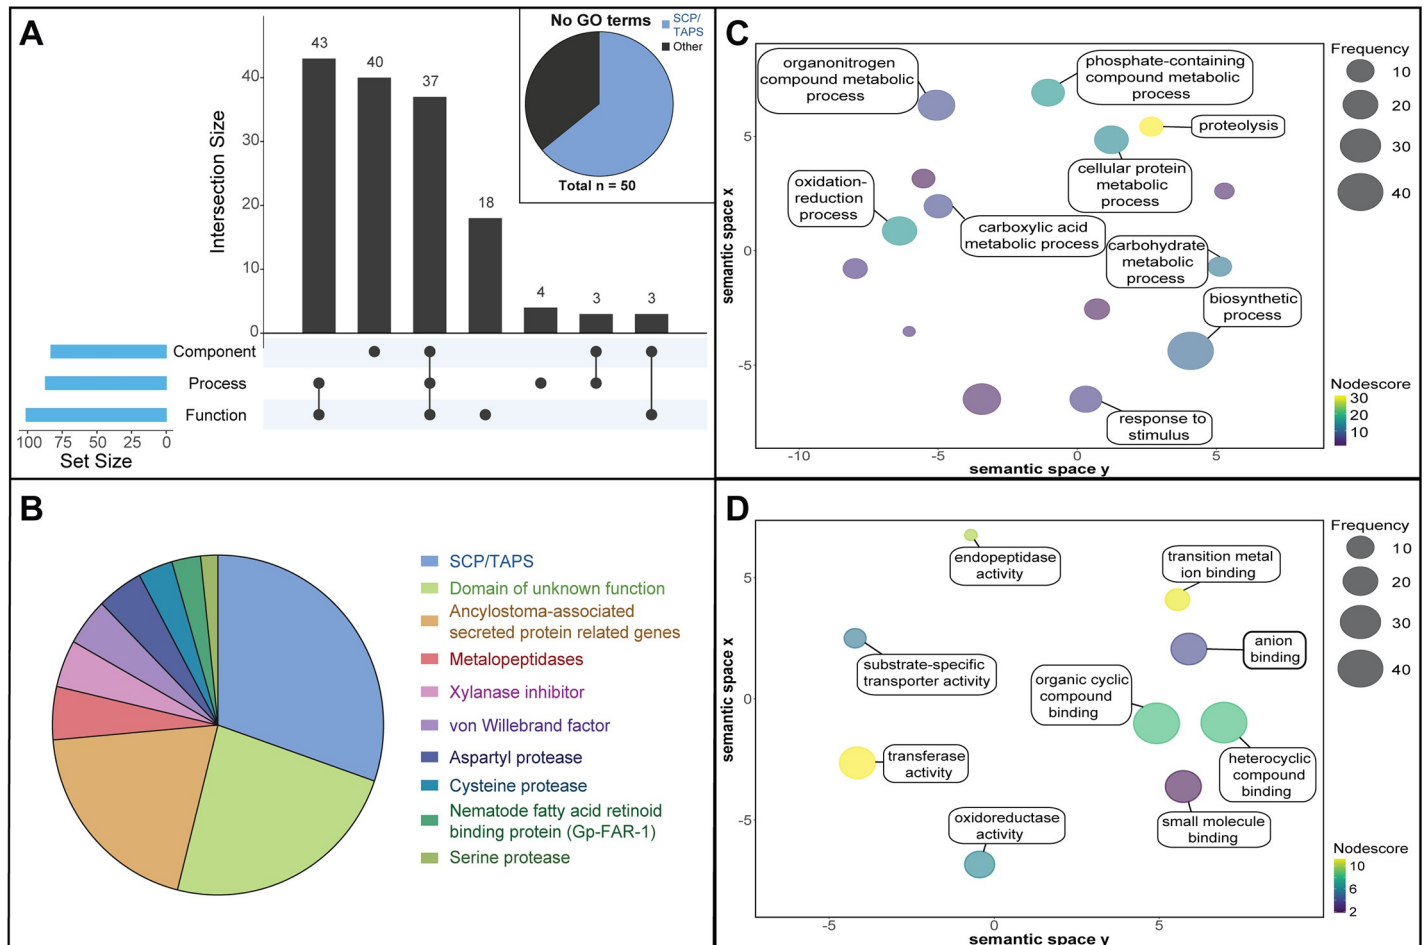 A
Intersection Size
40
30
20
10
0
43
40
37
18
4
3
3
No GO terms
SCP/
TAPS
Other
Total n = 50
Component
Process
Function
100
75
50
25
0
Set Size
B
SCP/TAPS
Domain of unknown function
Ancylostoma-associated
secreted protein related genes
Metalopeptidases
Xylanase inhibitor
von Willebrand factor
Aspartyl protease
Cysteine protease
Nematode fatty acid retinoid
binding protein (Gp-FAR-1)
Serine protease
C
semantic space x
5
0
-5
organonitrogen
compound metabolic
process
phosphate-containing
compound metabolic
process
proteolysis
cellular protein
metabolic
process
oxidation-
reduction
process
carboxylic acid
metabolic process
carbohydrate
metabolic
process
biosynthetic
process
response to
stimulus
-10
-5
0
5
semantic space y
Frequency
10
20
30
40
Nodescore
30
20
10
D
semantic space x
5
0
-5
endopeptidase
activity
transition metal
ion binding
anion
binding
substrate-specific
transporter activity
organic cyclic
compound
binding
transferase
activity
heterocyclic
compound
binding
oxidoreductase
activity
small molecule
binding
-5
0
5
semantic space y
Frequency
10
20
30
40
Nodescore
10
6
2